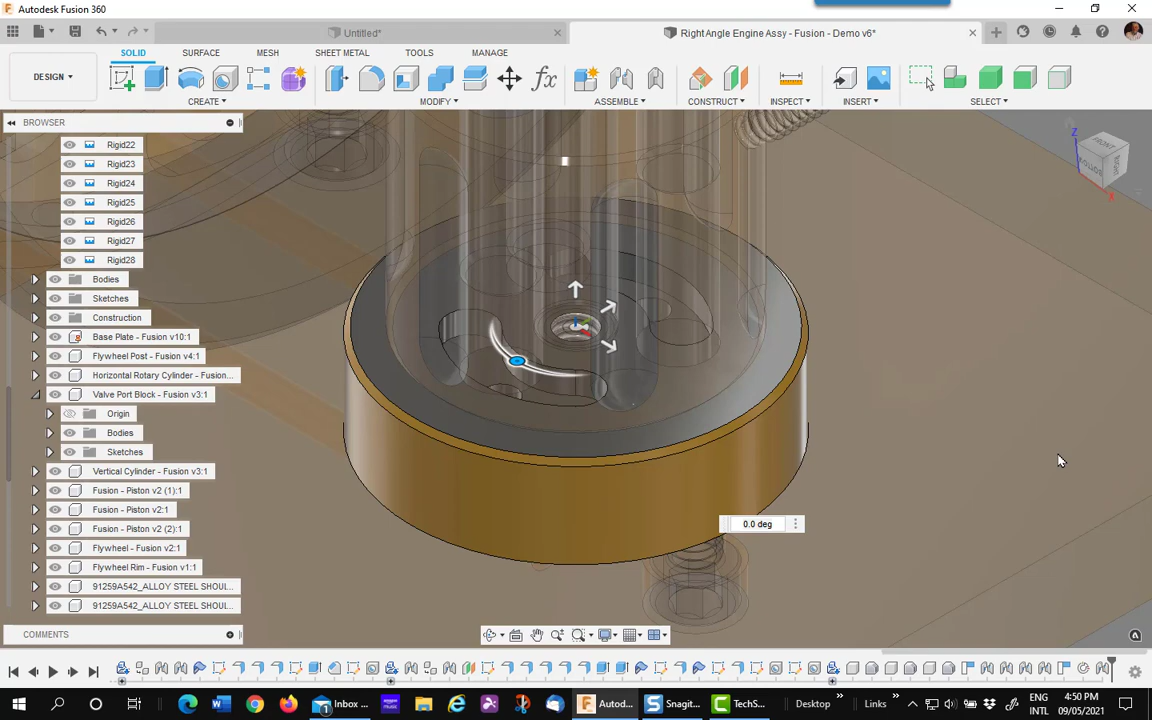 Autodesk Fusion 360
Untitled*
RightAngle Engine Assy - Fusion - Demo v6*
SOLID
SURFACE
MESH
SHEET METAL
TOOLS
MANAGE
DESIGN
CREATE
MODIFY
ASSEMBLE
CONSTRUCT
INSPECT
INSERT
SELECT
BROWSER
Rigid22
Rigid23
Rigid24
Rigid25
Rigid26
Rigid27
Rigid28
Bodies
Sketches
Construction
Base Plate - Fusion v10:1
Flywheel Post - Fusion v4:1
Horizontal Rotary Cylinder - Fusion...
Valve Port Block - Fusion v3:1
Origin
Bodies
Sketches
Vertical Cylinder - Fusion v3:1
Fusion - Piston v2 (1):1
Fusion - Piston v2:1
Fusion - Piston v2 (2):1
Flywheel - Fusion v2:1
Flywheel Rim - Fusion v1:1
91259A542_ALLOY STEEL SHOUL...
91259A542_ALLOY STEEL SHOUL...
COMMENTS
0.0 deg
Z
X
FRONT
RIGHT
BOTTOM
Inbox ...
Autod...
Snagit...
TechS...
Desktop
Links
ENG
INTL
4:50 PM
09/05/2021